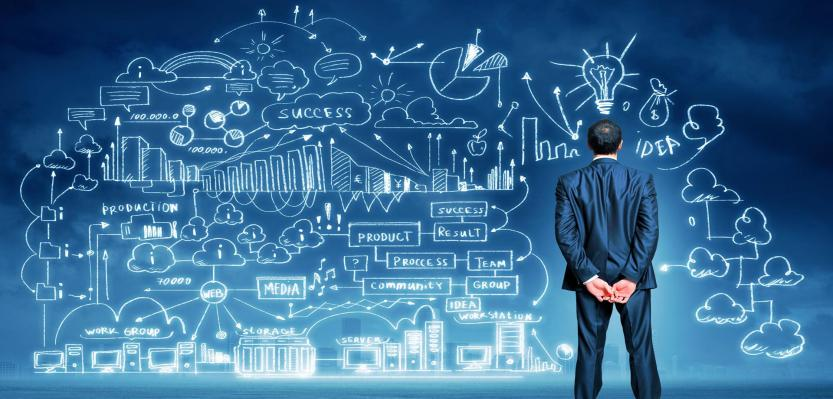 SUCCESS
100.000.0
100.000
IDEA
$
€
¥
PRODUCTION
SUCCESS
PRODUCT
RESULT
PROCCESS
TEAM
?
70000
WEB
MEDIA
COMMUNITY
GROUP
IDEA
WORKSTATION
WORK GROUP
STORAGE
SERVER